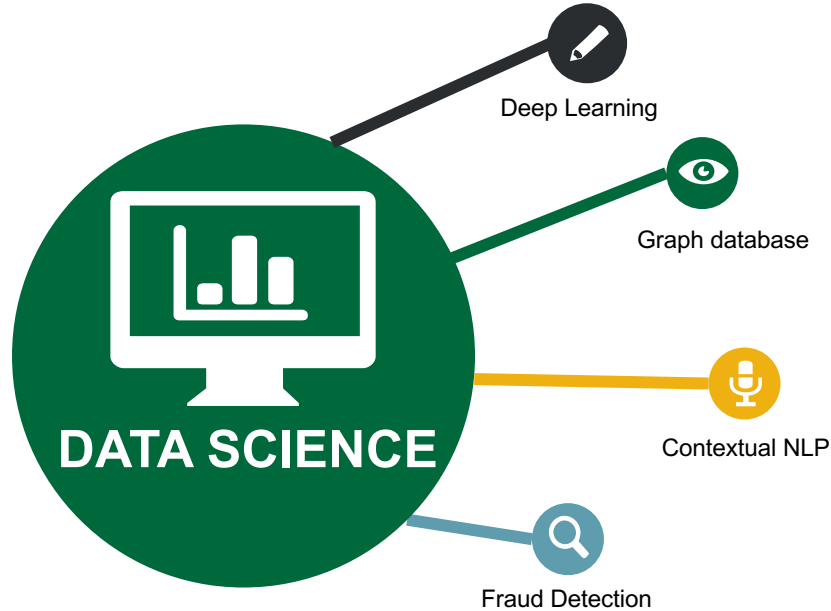 Deep Learning
Graph database
DATA SCIENCE
Contextual NLP
Fraud Detection